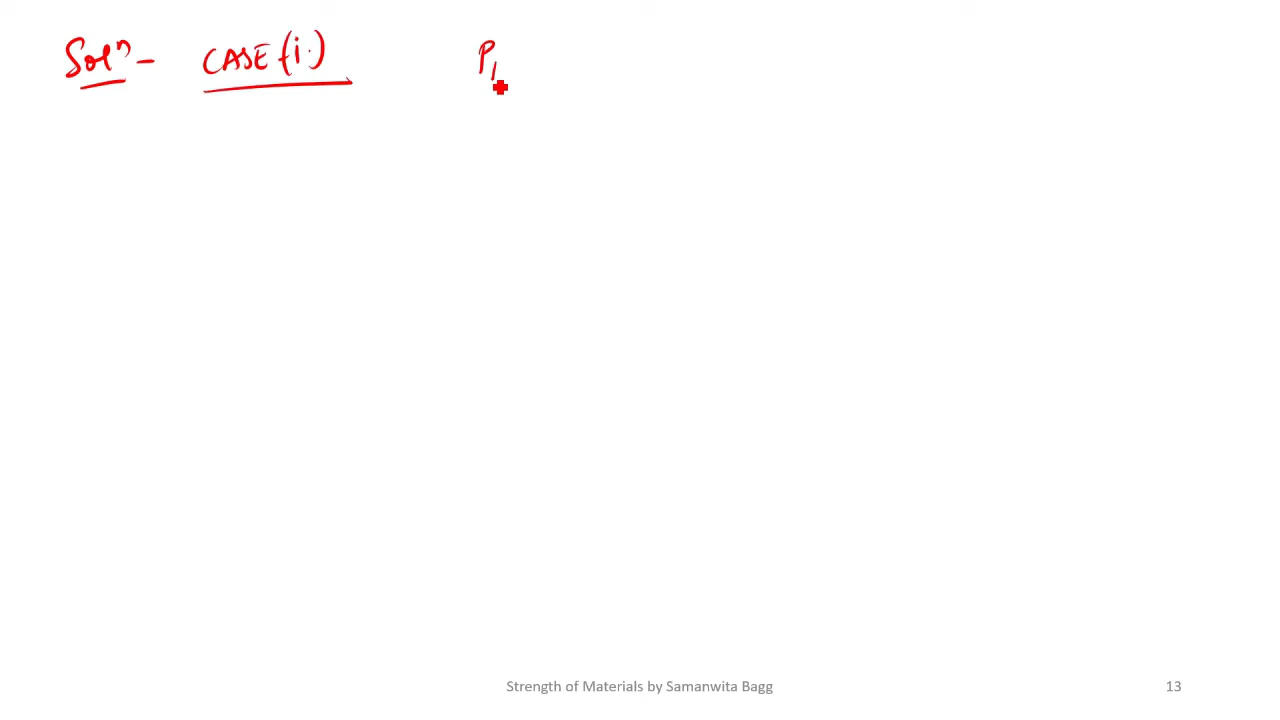 Solⁿ - CASE (i.) P₁
Strength of Materials by Samanwita Bagg 13